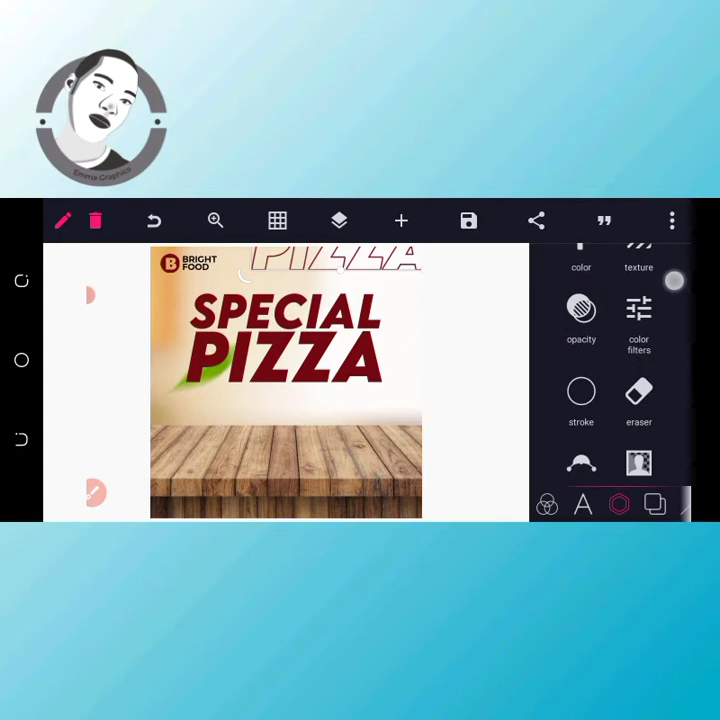 Emma Graphics
BRIGHT
FOOD
PIZZA
SPECIAL
PIZZA
color
texture
opacity
color
filters
stroke
eraser